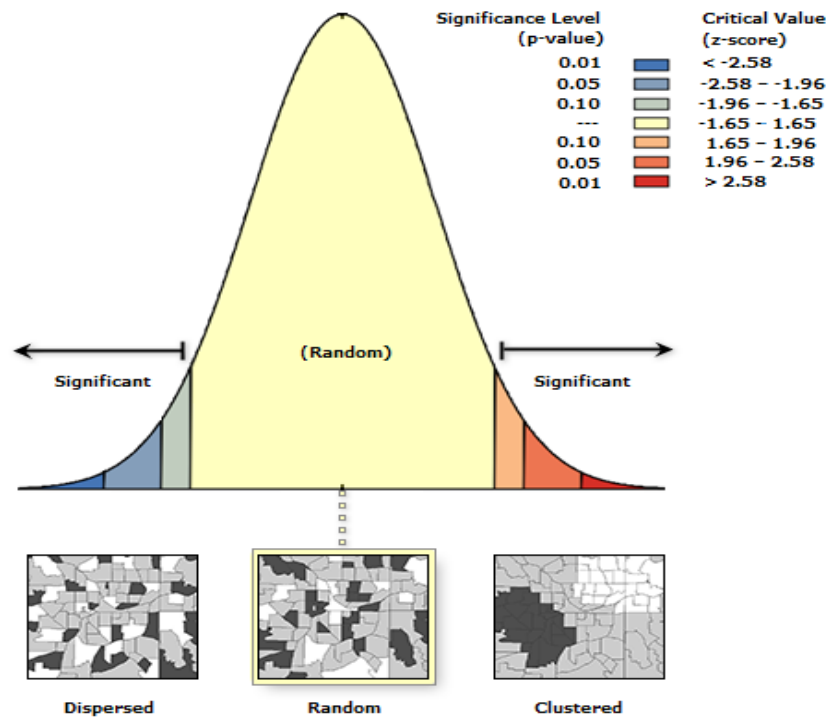 Significance Level Critical Value
(p-value) (z-score)
0.01 < -2.58
0.05 -2.58 – -1.96
0.10 -1.96 – -1.65
--- -1.65 - 1.65
0.10 1.65 – 1.96
0.05 1.96 – 2.58
0.01 > 2.58
(Random)
Significant Significant
Dispersed Random Clustered